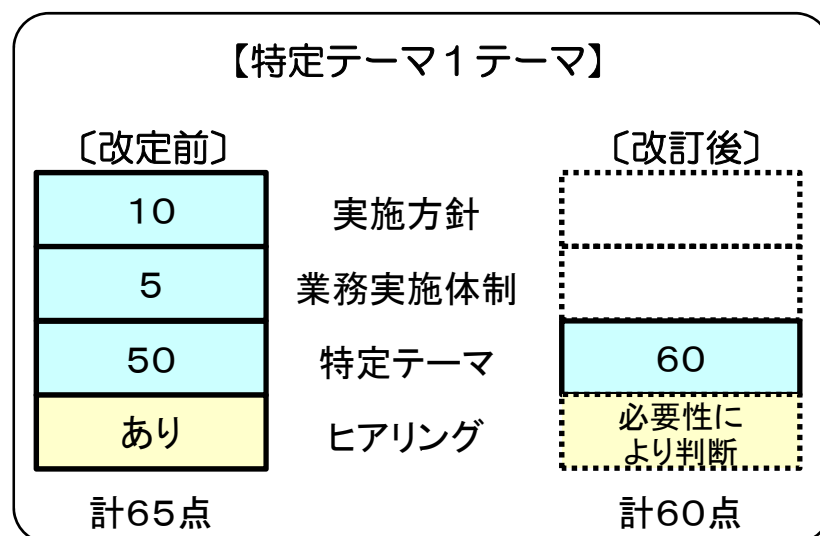 【特定テーマ１テーマ】
〔改定前〕
〔改訂後〕
１０
実施方針
５
業務実施体制
５０
特定テーマ
６０
あり
ヒアリング
必要性に
より判断
計６５点
計６０点